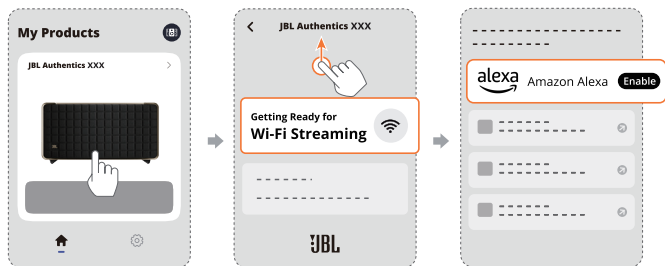 My Products
JBL Authentics XXX
JBL
JBL Authentics XXX
Getting Ready for
Wi-Fi Streaming
JBL
alexa Amazon Alexa Enable